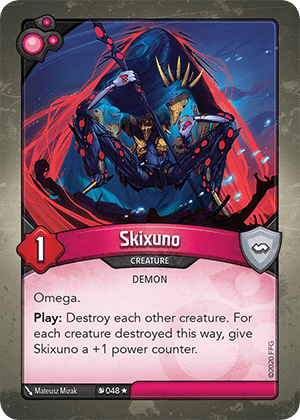 Skixuno
1
CREATURE
DEMON
Omega.
Play: Destroy each other creature. For
each creature destroyed this way, give
Skixuno a +1 power counter.
Mateusz Mizak
048 ★
©2020 FFG